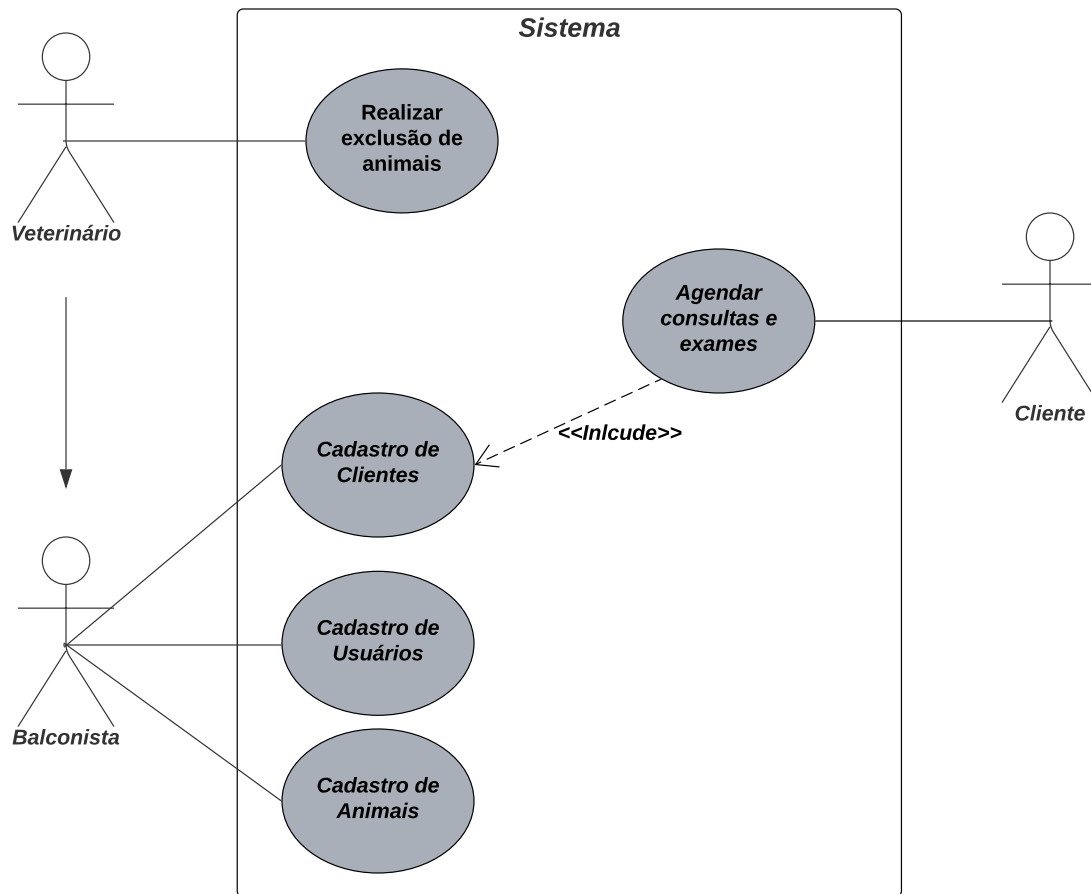 Sistema
Realizar
exclusão de
animais
Veterinário
Agendar
consultas e
exames
Cliente
<<Inlcude>>
Cadastro de
Clientes
Cadastro de
Usuários
Balconista
Cadastro de
Animais